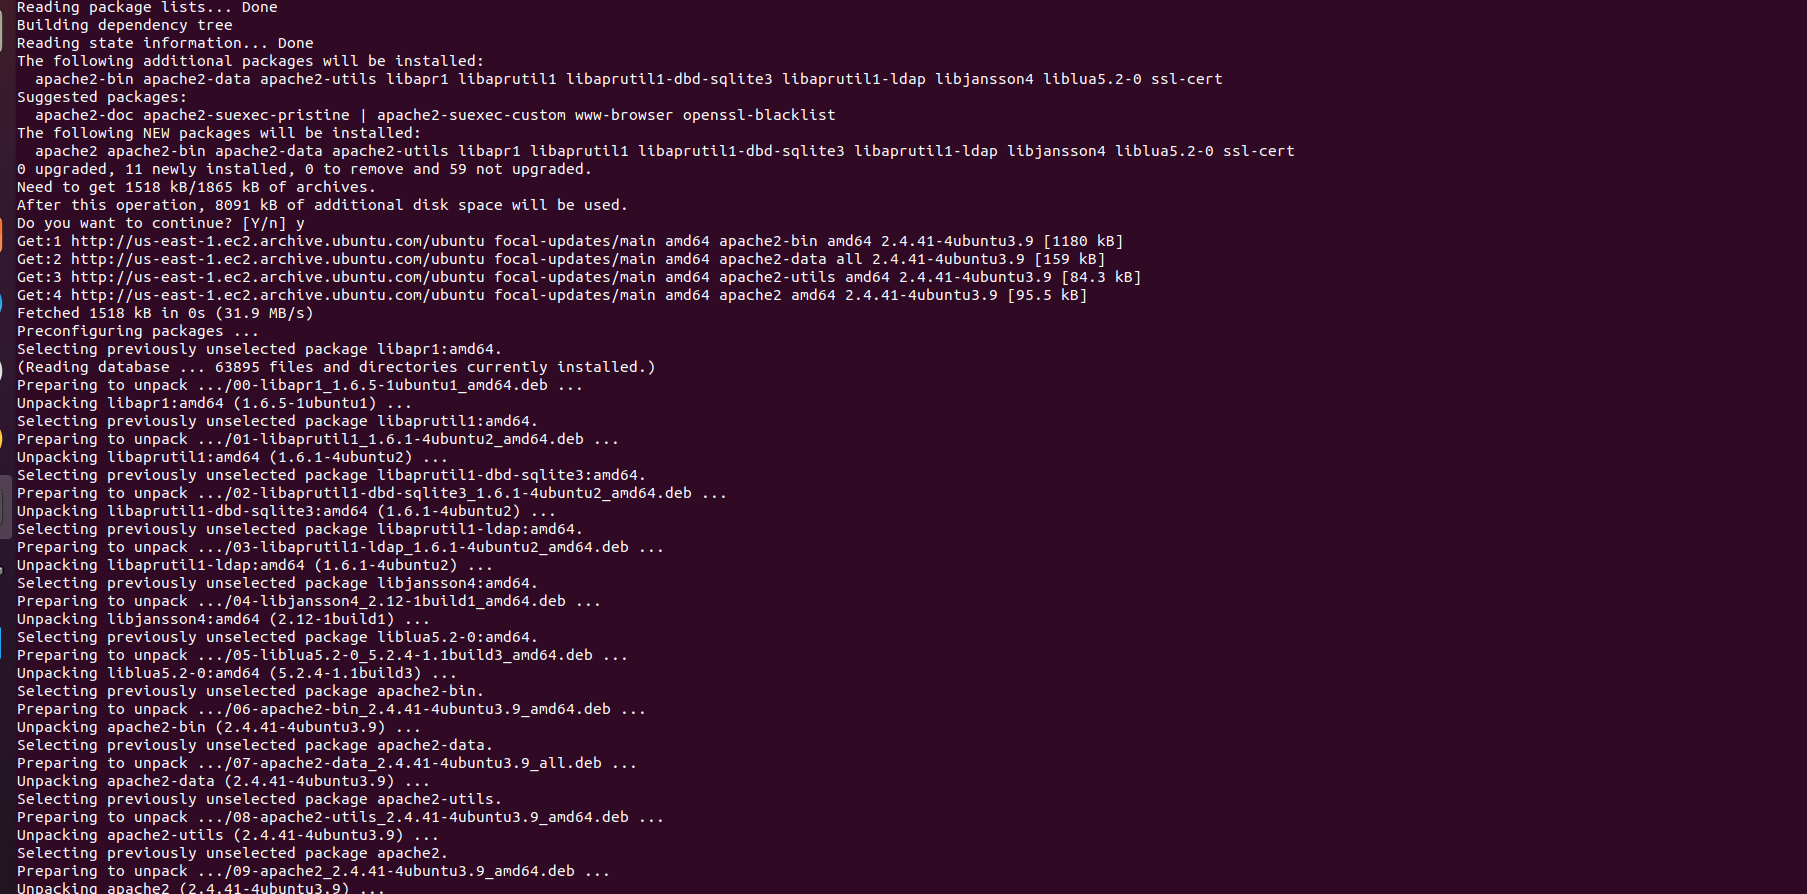 Reading package lists... Done
Building dependency tree
Reading state information... Done
The following additional packages will be installed:
  apache2-bin apache2-data apache2-utils libapr1 libaprutil1 libaprutil1-dbd-sqlite3 libaprutil1-ldap libjansson4 liblua5.2-0 ssl-cert
Suggested packages:
  apache2-doc apache2-suexec-pristine | apache2-suexec-custom www-browser openssl-blacklist
The following NEW packages will be installed:
  apache2 apache2-bin apache2-data apache2-utils libapr1 libaprutil1 libaprutil1-dbd-sqlite3 libaprutil1-ldap libjansson4 liblua5.2-0 ssl-cert
0 upgraded, 11 newly installed, 0 to remove and 59 not upgraded.
Need to get 1518 kB/1865 kB of archives.
After this operation, 8091 kB of additional disk space will be used.
Do you want to continue? [Y/n] y
Get:1 http://us-east-1.ec2.archive.ubuntu.com/ubuntu focal-updates/main amd64 apache2-bin amd64 2.4.41-4ubuntu3.9 [1180 kB]
Get:2 http://us-east-1.ec2.archive.ubuntu.com/ubuntu focal-updates/main amd64 apache2-data all 2.4.41-4ubuntu3.9 [159 kB]
Get:3 http://us-east-1.ec2.archive.ubuntu.com/ubuntu focal-updates/main amd64 apache2-utils amd64 2.4.41-4ubuntu3.9 [84.3 kB]
Get:4 http://us-east-1.ec2.archive.ubuntu.com/ubuntu focal-updates/main amd64 apache2 amd64 2.4.41-4ubuntu3.9 [95.5 kB]
Fetched 1518 kB in 0s (31.9 MB/s)
Preconfiguring packages ...
Selecting previously unselected package libapr1:amd64.
(Reading database ... 63895 files and directories currently installed.)
Preparing to unpack .../00-libapr1_1.6.5-1ubuntu1_amd64.deb ...
Unpacking libapr1:amd64 (1.6.5-1ubuntu1) ...
Selecting previously unselected package libaprutil1:amd64.
Preparing to unpack .../01-libaprutil1_1.6.1-4ubuntu2_amd64.deb ...
Unpacking libaprutil1:amd64 (1.6.1-4ubuntu2) ...
Selecting previously unselected package libaprutil1-dbd-sqlite3:amd64.
Preparing to unpack .../02-libaprutil1-dbd-sqlite3_1.6.1-4ubuntu2_amd64.deb ...
Unpacking libaprutil1-dbd-sqlite3:amd64 (1.6.1-4ubuntu2) ...
Selecting previously unselected package libaprutil1-ldap:amd64.
Preparing to unpack .../03-libaprutil1-ldap_1.6.1-4ubuntu2_amd64.deb ...
Unpacking libaprutil1-ldap:amd64 (1.6.1-4ubuntu2) ...
Selecting previously unselected package libjansson4:amd64.
Preparing to unpack .../04-libjansson4_2.12-1build1_amd64.deb ...
Unpacking libjansson4:amd64 (2.12-1build1) ...
Selecting previously unselected package liblua5.2-0:amd64.
Preparing to unpack .../05-liblua5.2-0_5.2.4-1.1build3_amd64.deb ...
Unpacking liblua5.2-0:amd64 (5.2.4-1.1build3) ...
Selecting previously unselected package apache2-bin.
Preparing to unpack .../06-apache2-bin_2.4.41-4ubuntu3.9_amd64.deb ...
Unpacking apache2-bin (2.4.41-4ubuntu3.9) ...
Selecting previously unselected package apache2-data.
Preparing to unpack .../07-apache2-data_2.4.41-4ubuntu3.9_all.deb ...
Unpacking apache2-data (2.4.41-4ubuntu3.9) ...
Selecting previously unselected package apache2-utils.
Preparing to unpack .../08-apache2-utils_2.4.41-4ubuntu3.9_amd64.deb ...
Unpacking apache2-utils (2.4.41-4ubuntu3.9) ...
Selecting previously unselected package apache2.
Preparing to unpack .../09-apache2_2.4.41-4ubuntu3.9_amd64.deb ...
Unpacking apache2 (2.4.41-4ubuntu3.9) ...